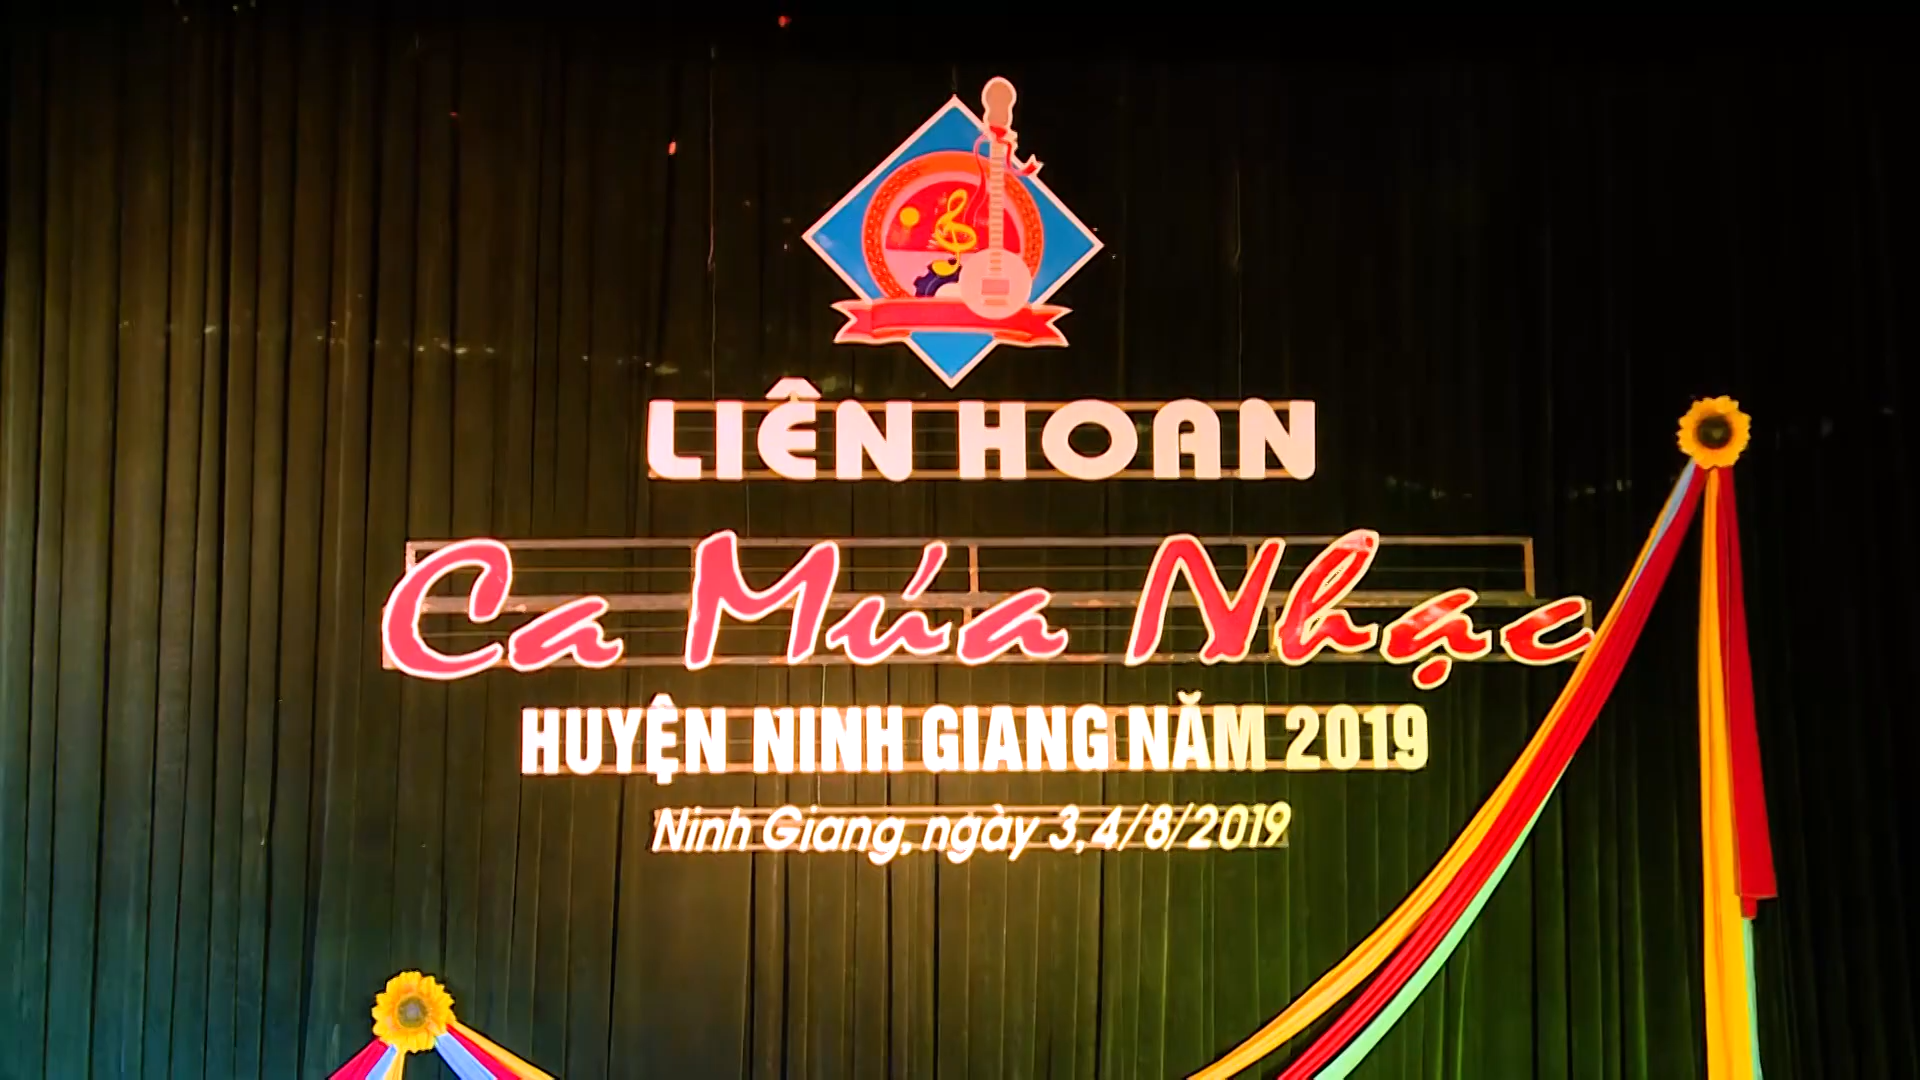 LIÊN HOAN
Ca Múa Nhạc
HUYỆN NINH GIANG NĂM 2019
Ninh Giang, ngày 3,4/8/2019